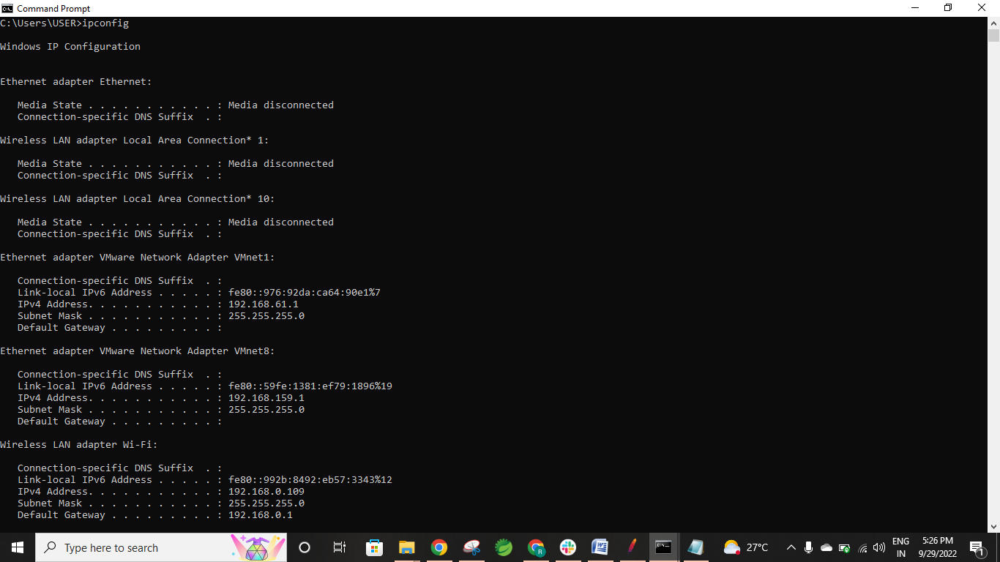 Command Prompt
C:\Users\USER>ipconfig
Windows IP Configuration
Ethernet adapter Ethernet:
Media State . . . . . . . . . . . : Media disconnected
Connection-specific DNS Suffix  . :
Wireless LAN adapter Local Area Connection* 1:
Media State . . . . . . . . . . . : Media disconnected
Connection-specific DNS Suffix  . :
Wireless LAN adapter Local Area Connection* 10:
Media State . . . . . . . . . . . : Media disconnected
Connection-specific DNS Suffix  . :
Ethernet adapter VMware Network Adapter VMnet1:
Connection-specific DNS Suffix  . :
Link-local IPv6 Address . . . . . : fe80::976:92da:ca64:90e1%7
IPv4 Address. . . . . . . . . . . : 192.168.61.1
Subnet Mask . . . . . . . . . . . : 255.255.255.0
Default Gateway . . . . . . . . . :
Ethernet adapter VMware Network Adapter VMnet8:
Connection-specific DNS Suffix  . :
Link-local IPv6 Address . . . . . : fe80::59fe:1381:ef79:1896%19
IPv4 Address. . . . . . . . . . . : 192.168.159.1
Subnet Mask . . . . . . . . . . . : 255.255.255.0
Default Gateway . . . . . . . . . :
Wireless LAN adapter Wi-Fi:
Connection-specific DNS Suffix  . :
Link-local IPv6 Address . . . . . : fe80::992b:8492:eb57:3343%12
IPv4 Address. . . . . . . . . . . : 192.168.0.109
Subnet Mask . . . . . . . . . . . : 255.255.255.0
Default Gateway . . . . . . . . . : 192.168.0.1
Type here to search
27°C
ENG
IN
5:26 PM
9/29/2022
1